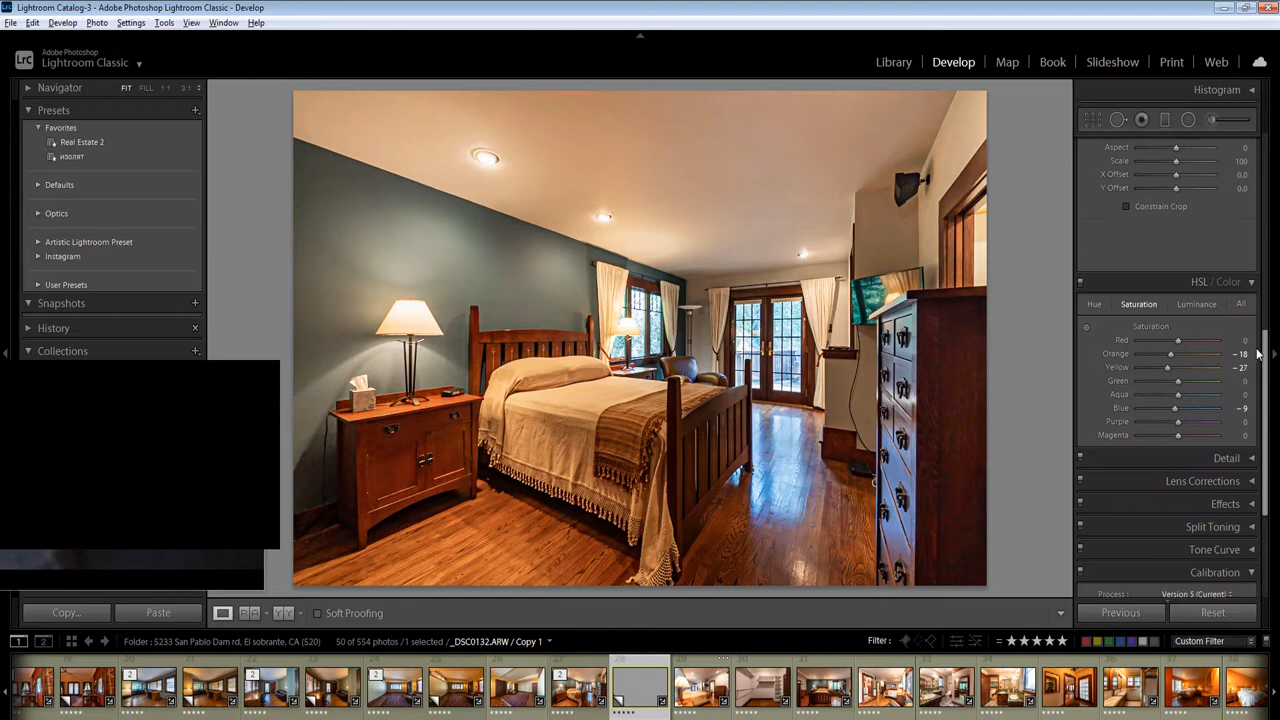 Lightroom Catalog-3 - Adobe Photoshop Lightroom Classic - Develop
File Edit Develop Photo Settings Tools View Window Help
Adobe Photoshop
Lightroom Classic
Library Develop Map Book Slideshow Print Web
Navigator FIT FILL 1:1 3:1
Presets
Favorites
Real Estate 2
изолят
Defaults
Optics
Artistic Lightroom Preset
Instagram
User Presets
Snapshots
History
Collections
Copy... Paste
Histogram
Aspect 0
Scale 100
X Offset 0.0
Y Offset 0.0
Constrain Crop
HSL / Color
Hue Saturation Luminance All
Saturation
Red 0
Orange – 18
Yellow – 27
Green 0
Aqua 0
Blue – 9
Purple 0
Magenta 0
Detail
Lens Corrections
Effects
Split Toning
Tone Curve
Calibration
Process : Version 5 (Current)
Previous Reset
Soft Proofing
1 2 Folder : 5233 San Pablo Dam rd, El sobrante, CA (520) 50 of 554 photos /1 selected / _DSC0132.ARW / Copy 1 Filter : Custom Filter